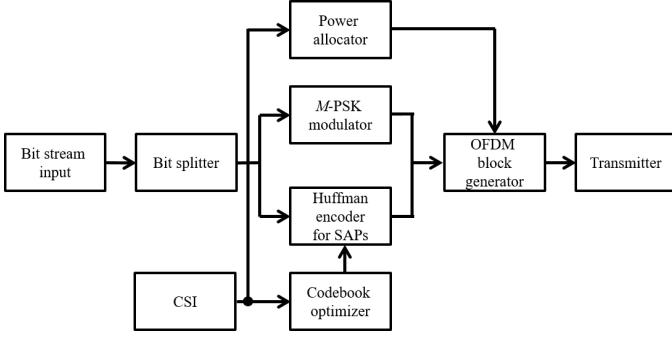 Power
allocator
M-PSK
modulator
Bit stream
input
Bit splitter
OFDM
block
generator
Transmitter
Huffman
encoder
for SAPs
CSI
Codebook
optimizer